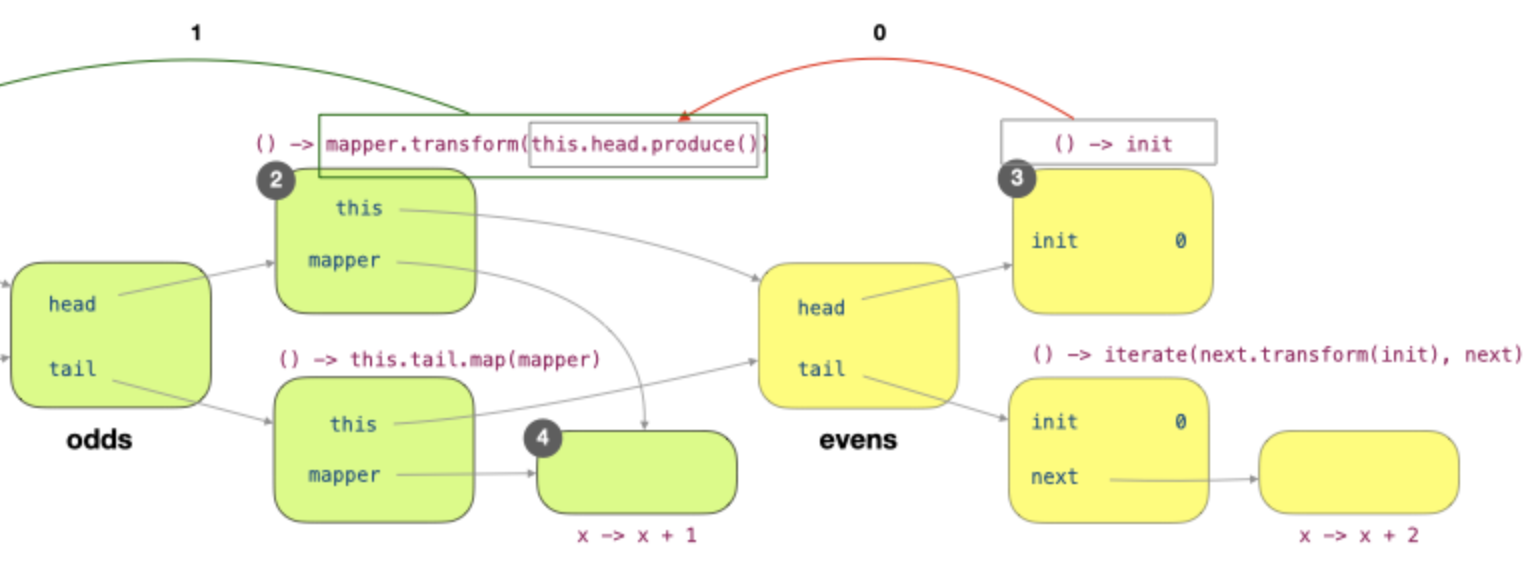 1
0
() -> mapper.transform(this.head.produce())
() -> init
2
3
this
mapper
init 0
head
tail
head
tail
() -> this.tail.map(mapper)
() -> iterate(next.transform(init), next)
this
mapper
4
init 0
next
odds
evens
x -> x + 1
x -> x + 2